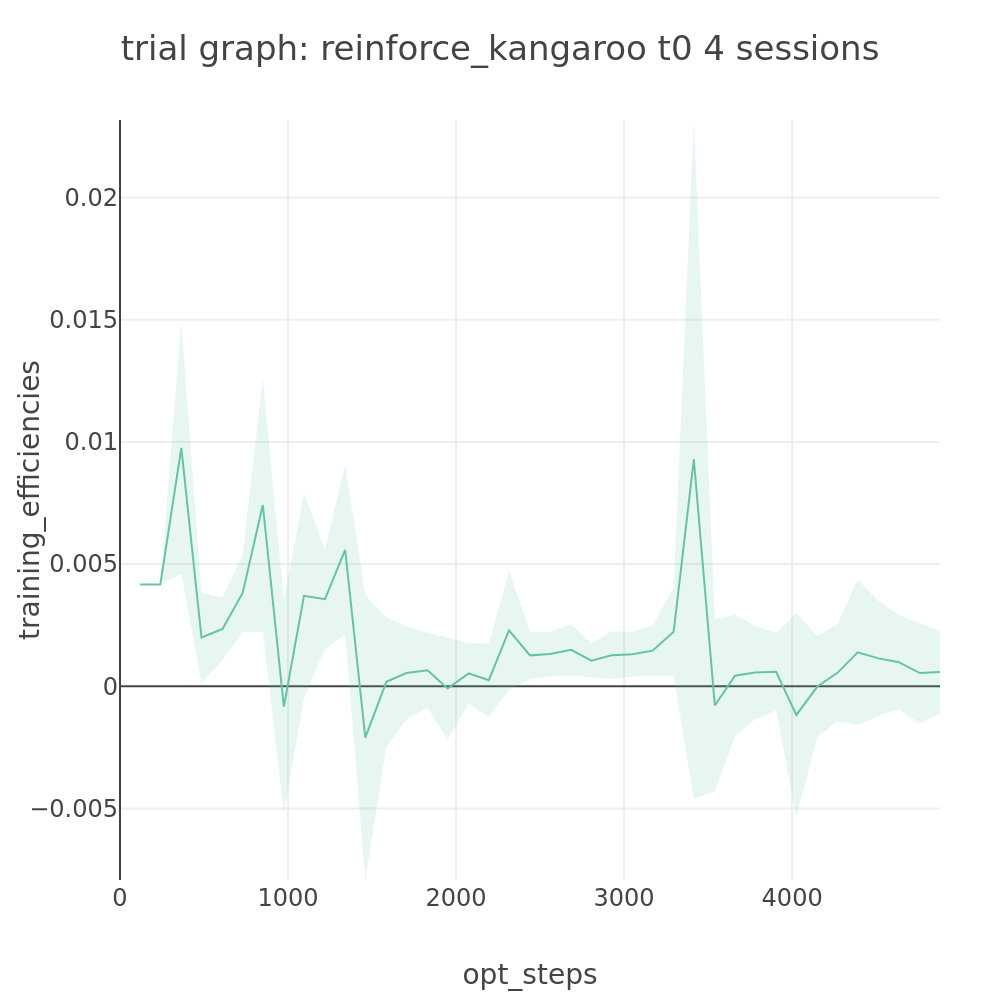 trial graph: reinforce_kangaroo t0 4 sessions
training_efficiencies
0.02
0.015
0.01
0.005
0
−0.005
0 1000 2000 3000 4000
opt_steps